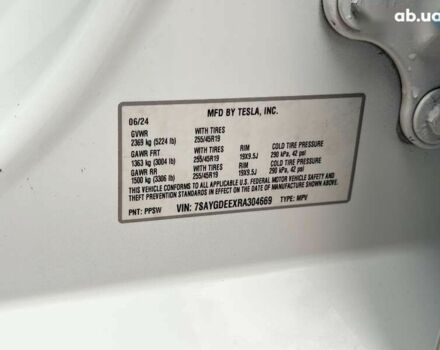 ab.ua
MFD BY TESLA, INC.
06/24
GVWR WITH TIRES
2369 kg (5224 lb) 255/45R19
GAWR FRT WITH TIRES RIM COLD TIRE PRESSURE
1363 kg (3004 lb) 255/45R19 19X9.5J 290 kPa, 42 psi
GAWR RR WITH TIRES RIM COLD TIRE PRESSURE
1500 kg (3306 lb) 255/45R19 19X9.5J 290 kPa, 42 psi
THIS VEHICLE CONFORMS TO ALL APPLICABLE U.S. FEDERAL MOTOR VEHICLE SAFETY AND
THEFT PREVENTION STANDARDS IN EFFECT ON THE DATE OF MANUFACTURE SHOWN ABOVE.
PNT: PPSW VIN: 7SAYGDEEXRA304669 TYPE: MPV